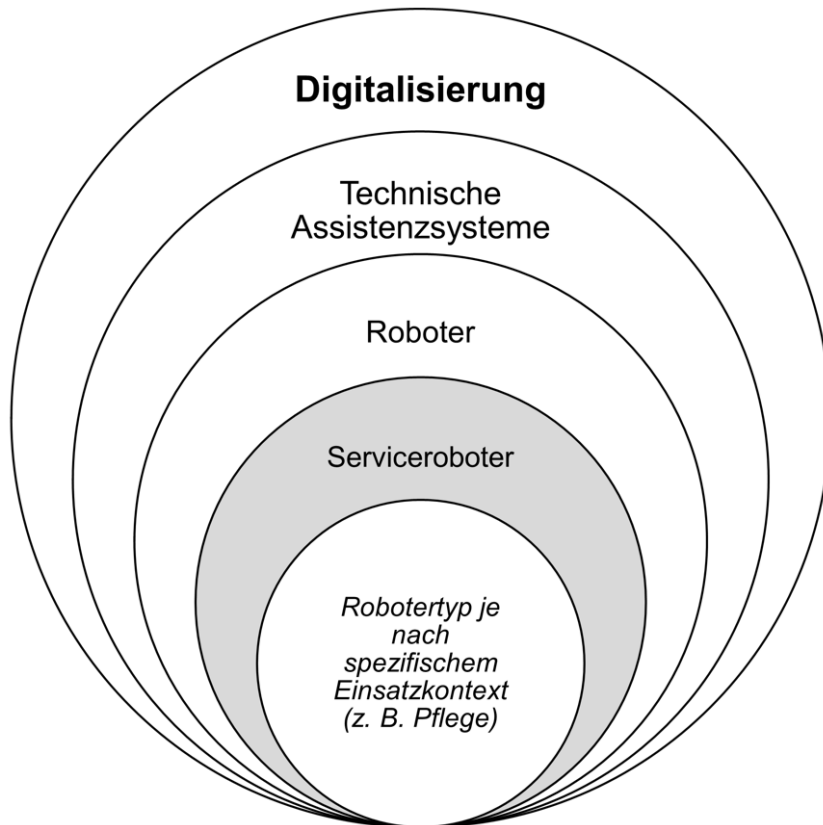 Digitalisierung
Technische
Assistenzsysteme
Roboter
Serviceroboter
Robotertyp je
nach
spezifischem
Einsatzkontext
(z. B. Pflege)